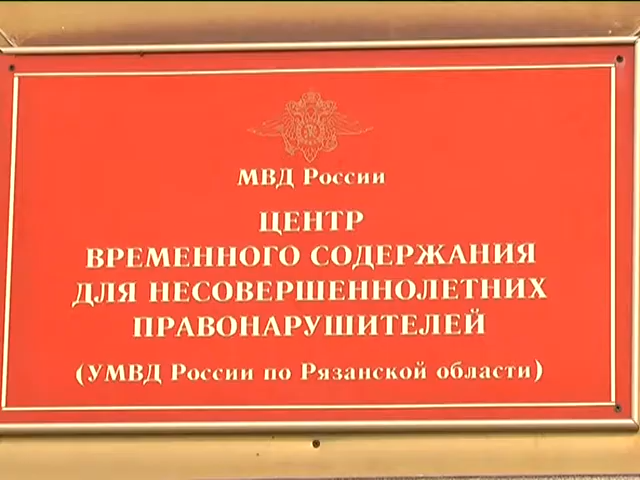 МВД России
ЦЕНТР
ВРЕМЕННОГО СОДЕРЖАНИЯ
ДЛЯ НЕСОВЕРШЕННОЛЕТНИХ
ПРАВОНАРУШИТЕЛЕЙ
(УМВД России по Рязанской области)